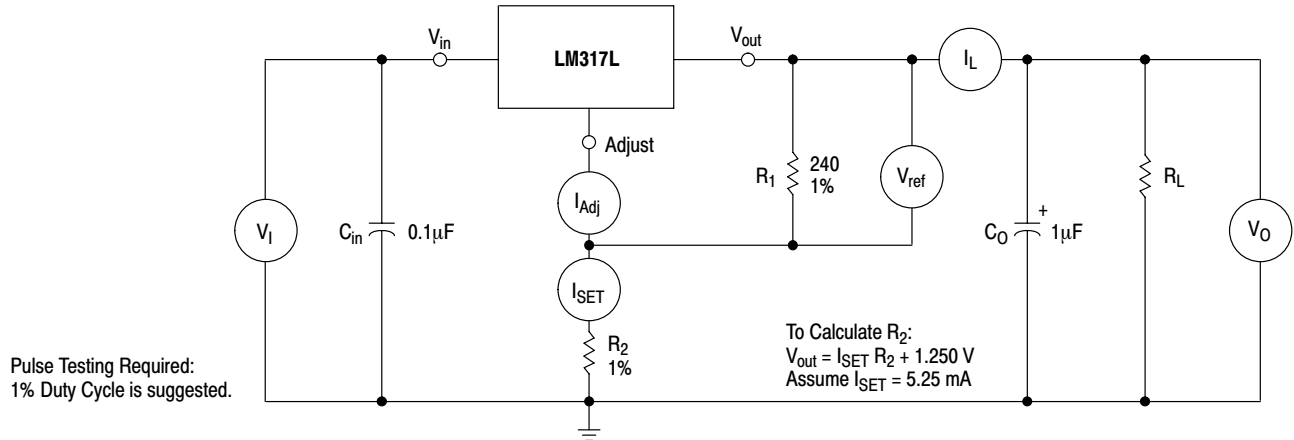 V_in
LM317L
V_out
I_L
Adjust
R_1
240
1%
V_ref
R_L
I_Adj
V_I
C_in
0.1μF
C_O
+
1μF
V_O
I_SET
R_2
1%
To Calculate R_2:
V_out = I_SET R_2 + 1.250 V
Assume I_SET = 5.25 mA
Pulse Testing Required:
1% Duty Cycle is suggested.